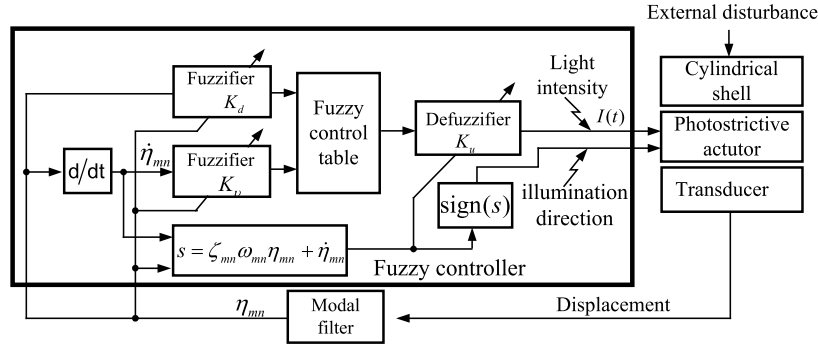 External disturbance
Cylindrical
shell
Photostrictive
actutor
Transducer
Light
intensity
I(t)
illumination
direction
Fuzzifier
K_d
Fuzzifier
K_υ
Fuzzy
control
table
Defuzzifier
K_u
d/dt
η̇_mn
sign(s)
s = ζ_mn ω_mn η_mn + η̇_mn
Fuzzy controller
η_mn
Modal
filter
Displacement